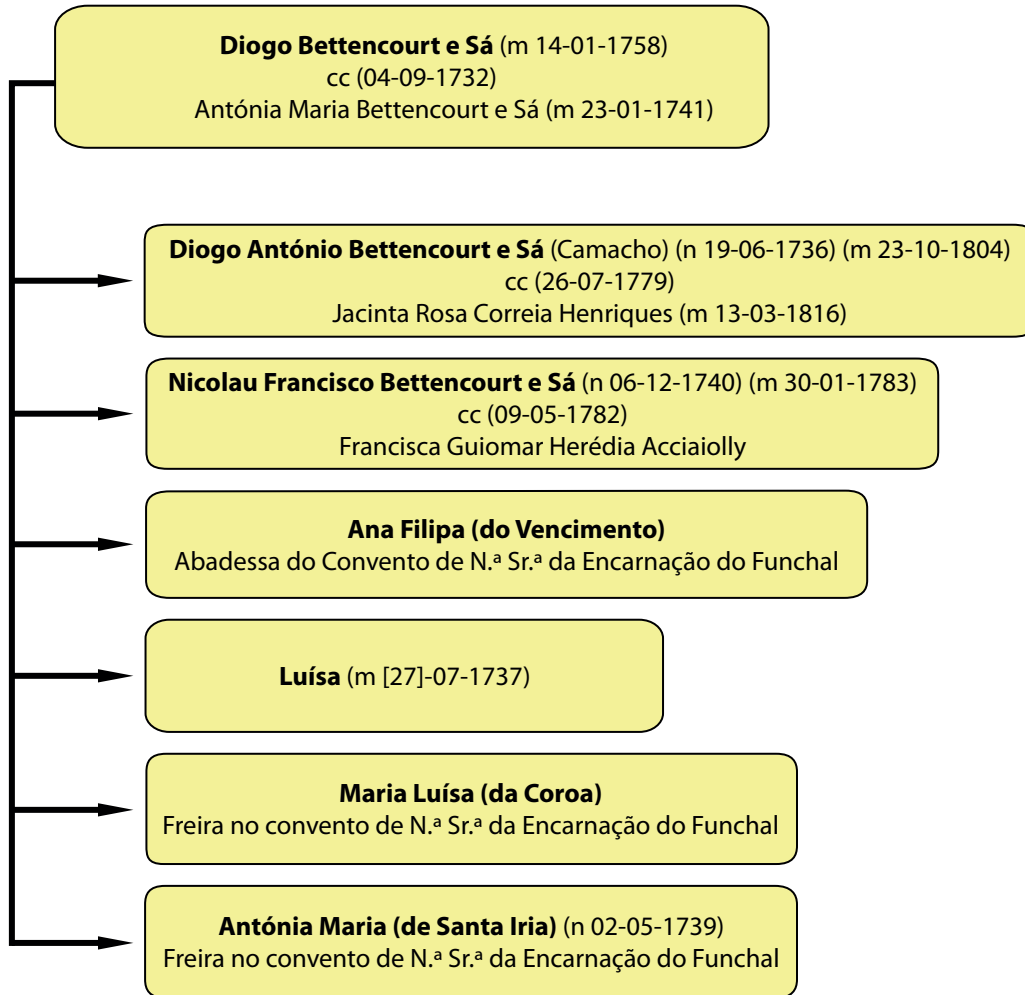 Diogo Bettencourt e Sá (m 14-01-1758)
cc (04-09-1732)
Antónia Maria Bettencourt e Sá (m 23-01-1741)
Diogo António Bettencourt e Sá (Camacho) (n 19-06-1736) (m 23-10-1804)
cc (26-07-1779)
Jacinta Rosa Correia Henriques (m 13-03-1816)
Nicolau Francisco Bettencourt e Sá (n 06-12-1740) (m 30-01-1783)
cc (09-05-1782)
Francisca Guiomar Herédia Acciaiolly
Ana Filipa (do Vencimento)
Abadessa do Convento de N.ª Sr.ª da Encarnação do Funchal
Luísa (m [27]-07-1737)
Maria Luísa (da Coroa)
Freira no convento de N.ª Sr.ª da Encarnação do Funchal
Antónia Maria (de Santa Iria) (n 02-05-1739)
Freira no convento de N.ª Sr.ª da Encarnação do Funchal